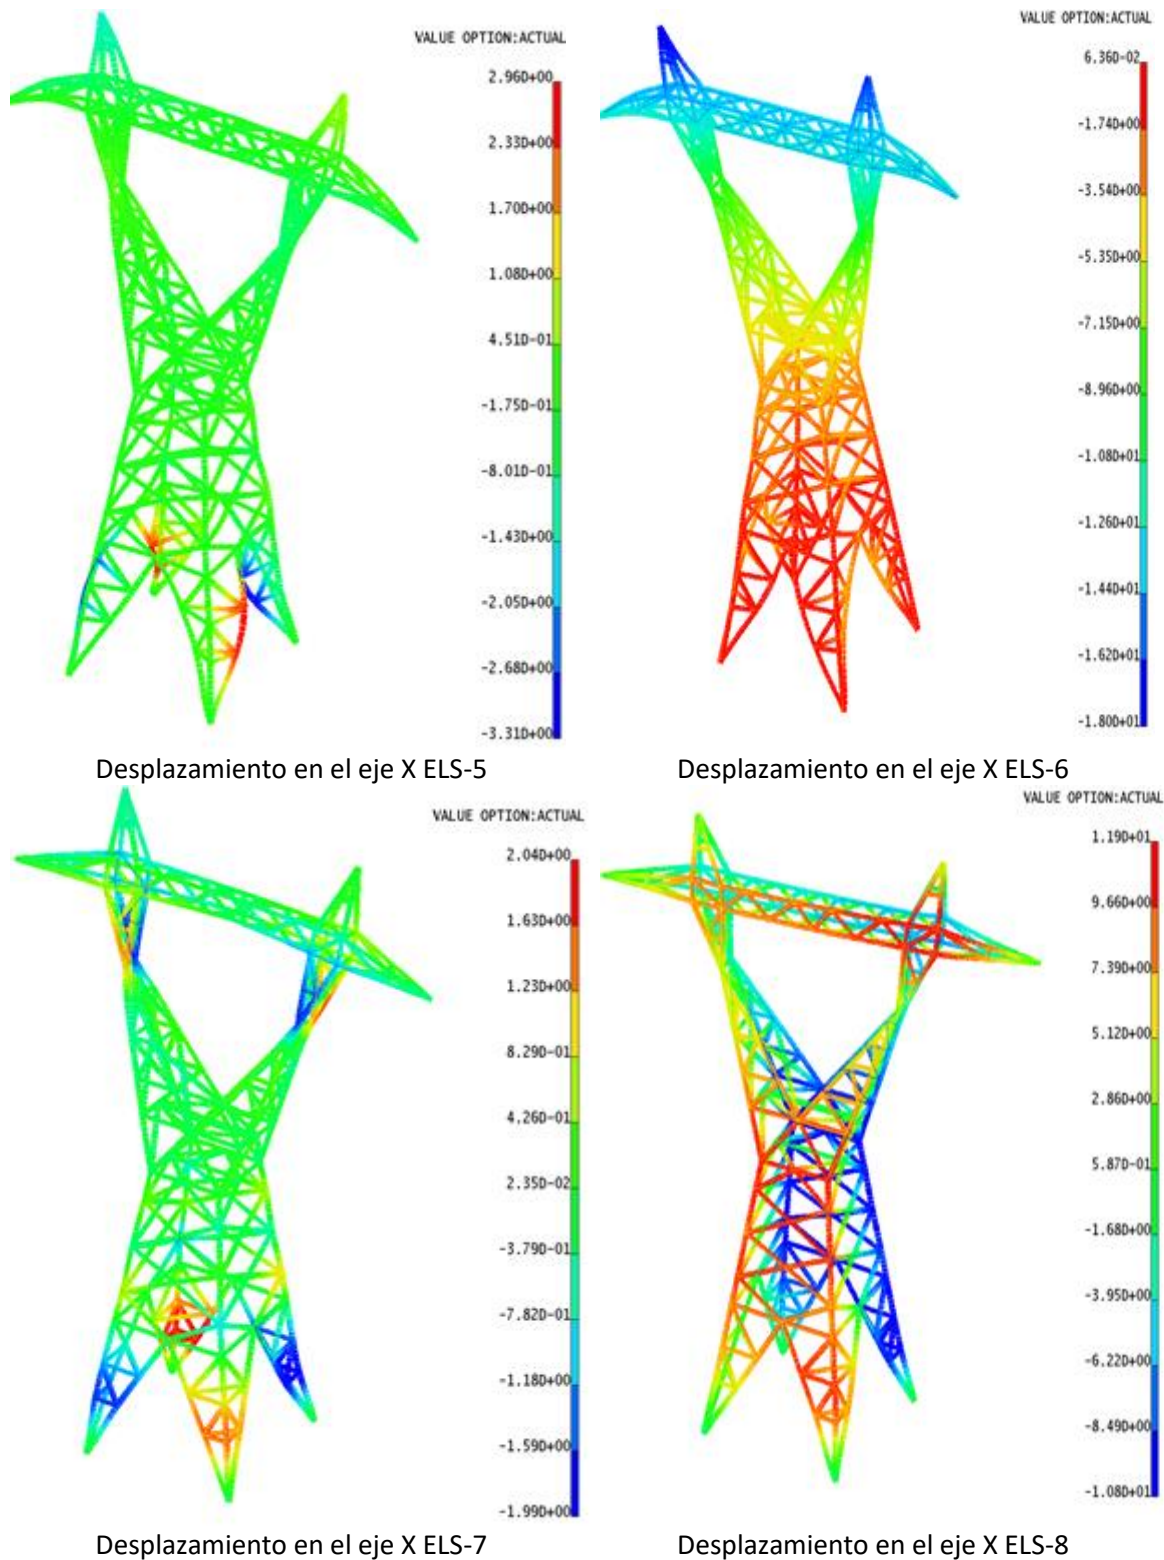 VALUE OPTION:ACTUAL
2.96D+00
2.33D+00
1.70D+00
1.08D+00
4.51D-01
-1.75D-01
-8.01D-01
-1.43D+00
-2.05D+00
-2.68D+00
-3.31D+00
Desplazamiento en el eje X ELS-5
VALUE OPTION:ACTUAL
6.36D-02
-1.74D+00
-3.54D+00
-5.35D+00
-7.15D+00
-8.96D+00
-1.08D+01
-1.26D+01
-1.44D+01
-1.62D+01
-1.80D+01
Desplazamiento en el eje X ELS-6
VALUE OPTION:ACTUAL
2.04D+00
1.63D+00
1.23D+00
8.29D-01
4.26D-01
2.35D-02
-3.79D-01
-7.82D-01
-1.18D+00
-1.59D+00
-1.99D+00
Desplazamiento en el eje X ELS-7
VALUE OPTION:ACTUAL
1.19D+01
9.66D+00
7.39D+00
5.12D+00
2.86D+00
5.87D-01
-1.68D+00
-3.95D+00
-6.22D+00
-8.49D+00
-1.08D+01
Desplazamiento en el eje X ELS-8